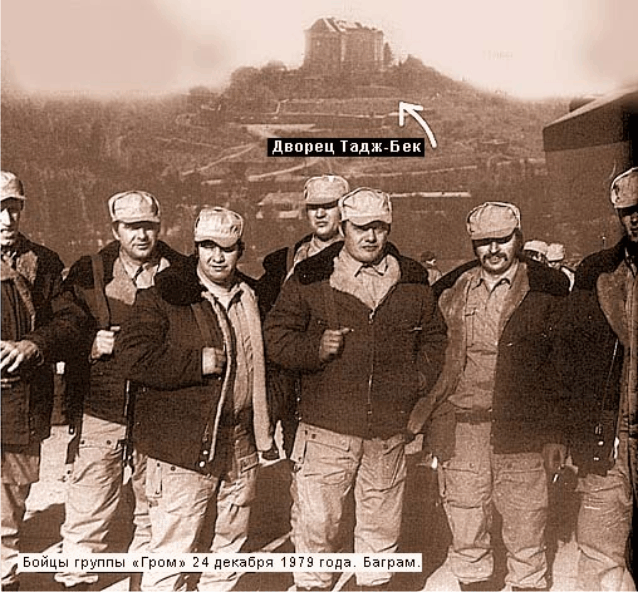 Дворец Тадж-Бек
Бойцы группы «Гром» 24 декабря 1979 года. Баграм.